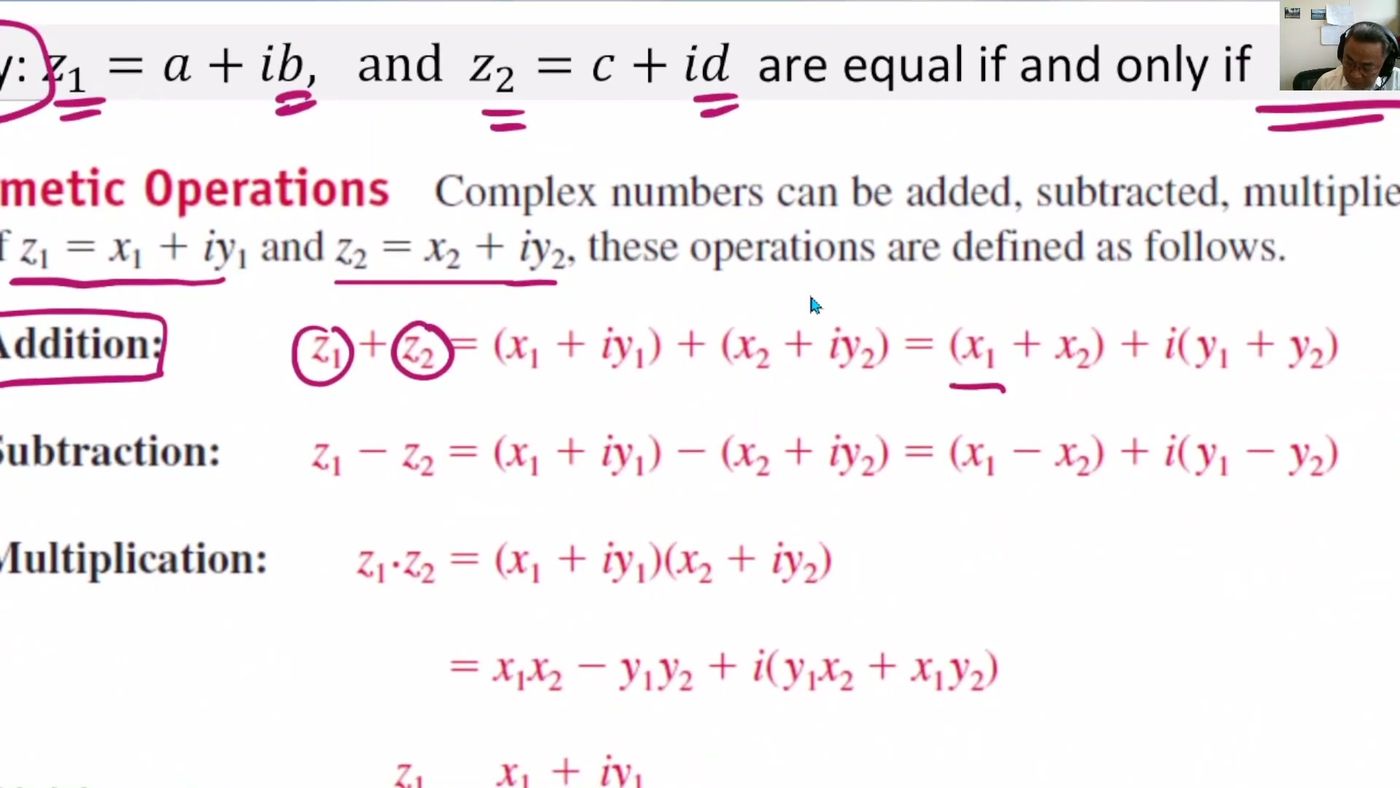 y: z₁ = a + ib, and z₂ = c + id are equal if and only if
metic Operations Complex numbers can be added, subtracted, multiplie
f z₁ = x₁ + iy₁ and z₂ = x₂ + iy₂, these operations are defined as follows.
Addition: z₁ + z₂ = (x₁ + iy₁) + (x₂ + iy₂) = (x₁ + x₂) + i(y₁ + y₂)
Subtraction: z₁ − z₂ = (x₁ + iy₁) − (x₂ + iy₂) = (x₁ − x₂) + i(y₁ − y₂)
Multiplication: z₁·z₂ = (x₁ + iy₁)(x₂ + iy₂)
= x₁x₂ − y₁y₂ + i(y₁x₂ + x₁y₂)
z₁ x₁ + iy₁